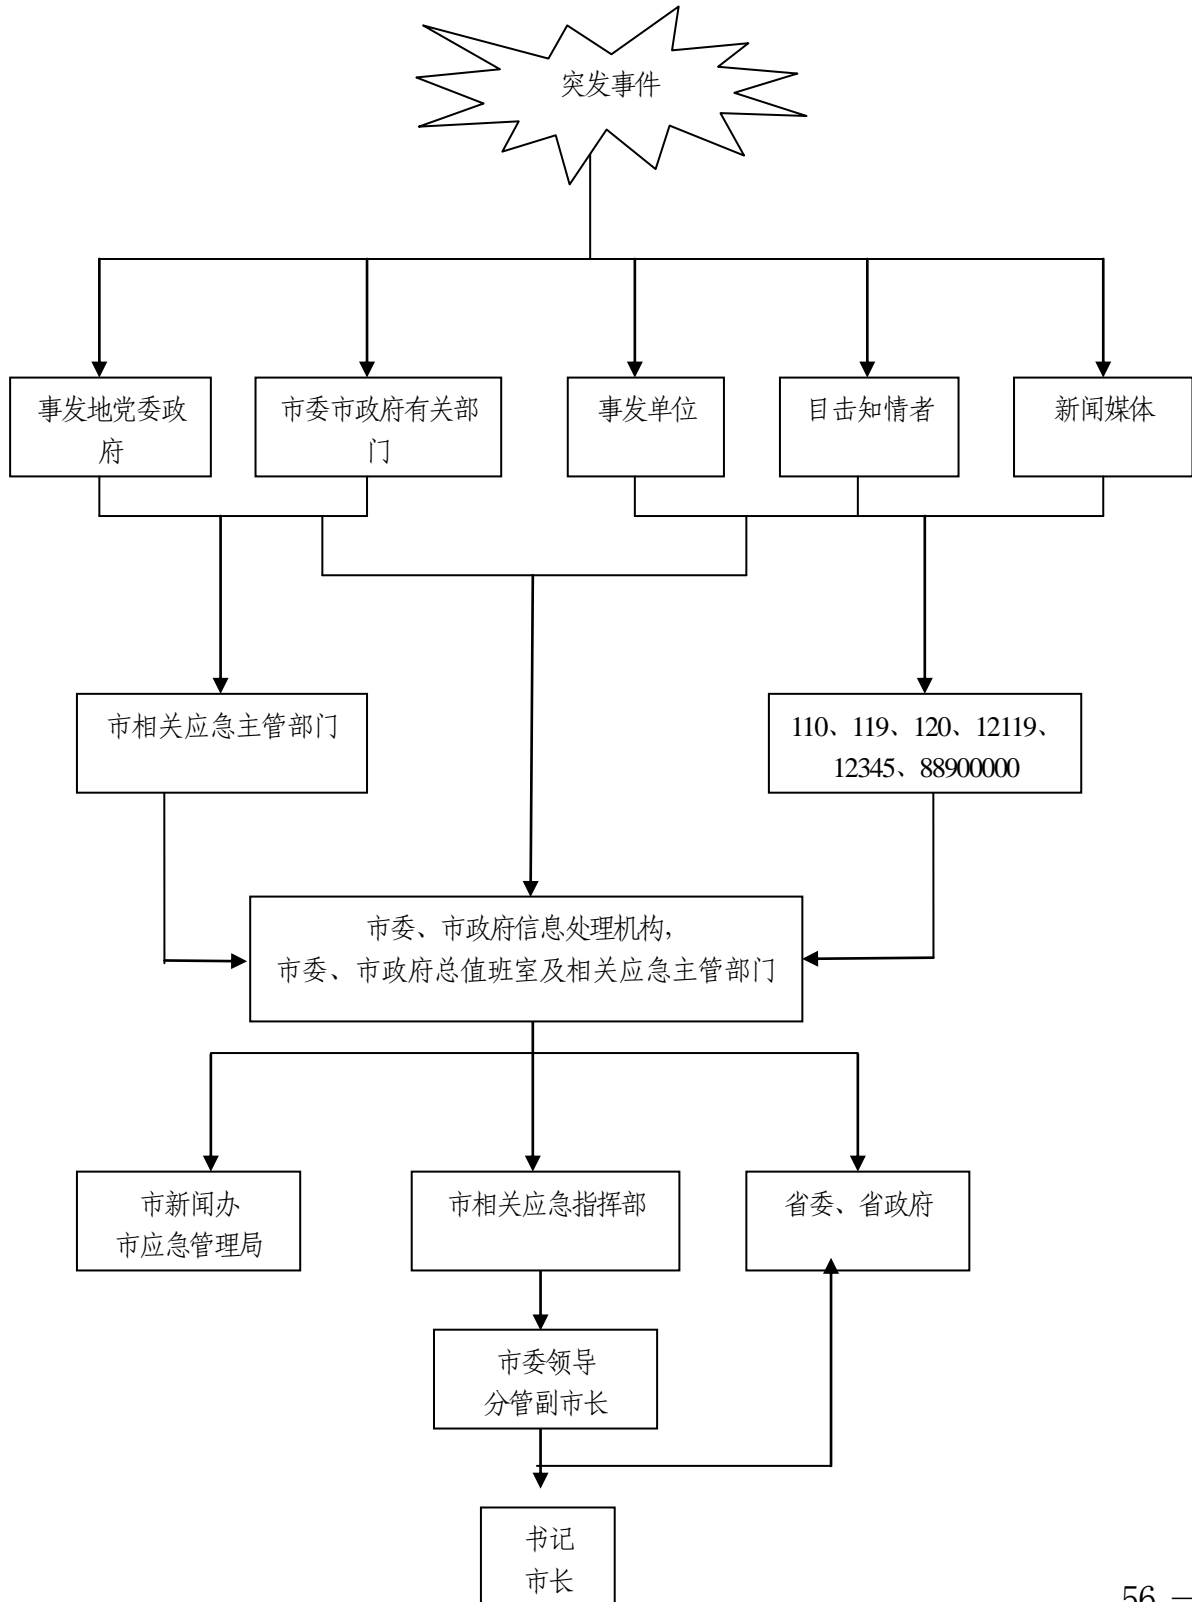 突发事件
事发地党委政
府
市委市政府有关部
门
事发单位
目击知情者
新闻媒体
市相关应急主管部门
110、119、120、12119、
12345、88900000
市委、市政府信息处理机构，
市委、市政府总值班室及相关应急主管部门
市新闻办
市应急管理局
市相关应急指挥部
省委、省政府
市委领导
分管副市长
书记
市长
56 —